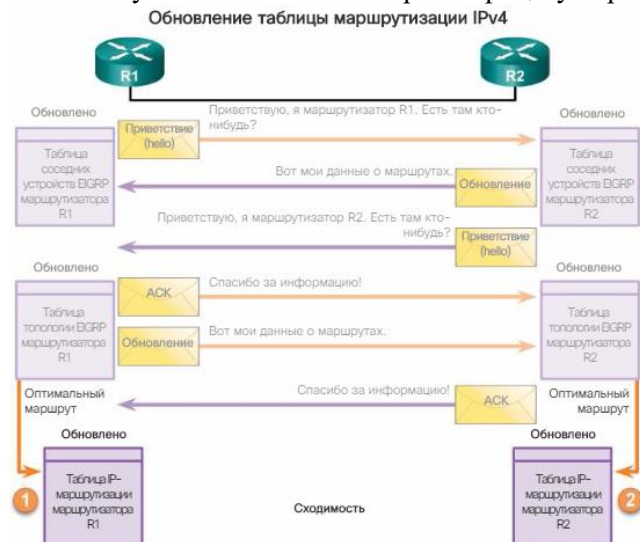 Обновление таблицы маршрутизации IPv4
R1
R2
Обновлено
Приветствую, я маршрутизатор R1. Есть там кто-
нибудь?
Обновлено
Приветствие
(hello)
Таблица
соседних
устройств EIGRP
маршрутизатора
R1
Вот мои данные о маршрутах.
Обновление
Таблица
соседних
устройств EIGRP
маршрутизатора
R2
Приветствую, я маршрутизатор R2. Есть там кто-
нибудь?
Приветствие
(hello)
Обновлено
Обновлено
АСК
Спасибо за информацию!
Таблица
топологии EIGRP
маршрутизатора
R1
Обновление
Вот мои данные о маршрутах.
Таблица
топологии EIGRP
маршрутизатора
R2
Оптимальный
маршрут
Спасибо за информацию!
АСК
Оптимальный
маршрут
Обновлено
Обновлено
1
Таблица IP-
маршрутизации
маршрутизатора
R1
Сходимость
Таблица IP-
маршрутизации
маршрутизатора
R2
2